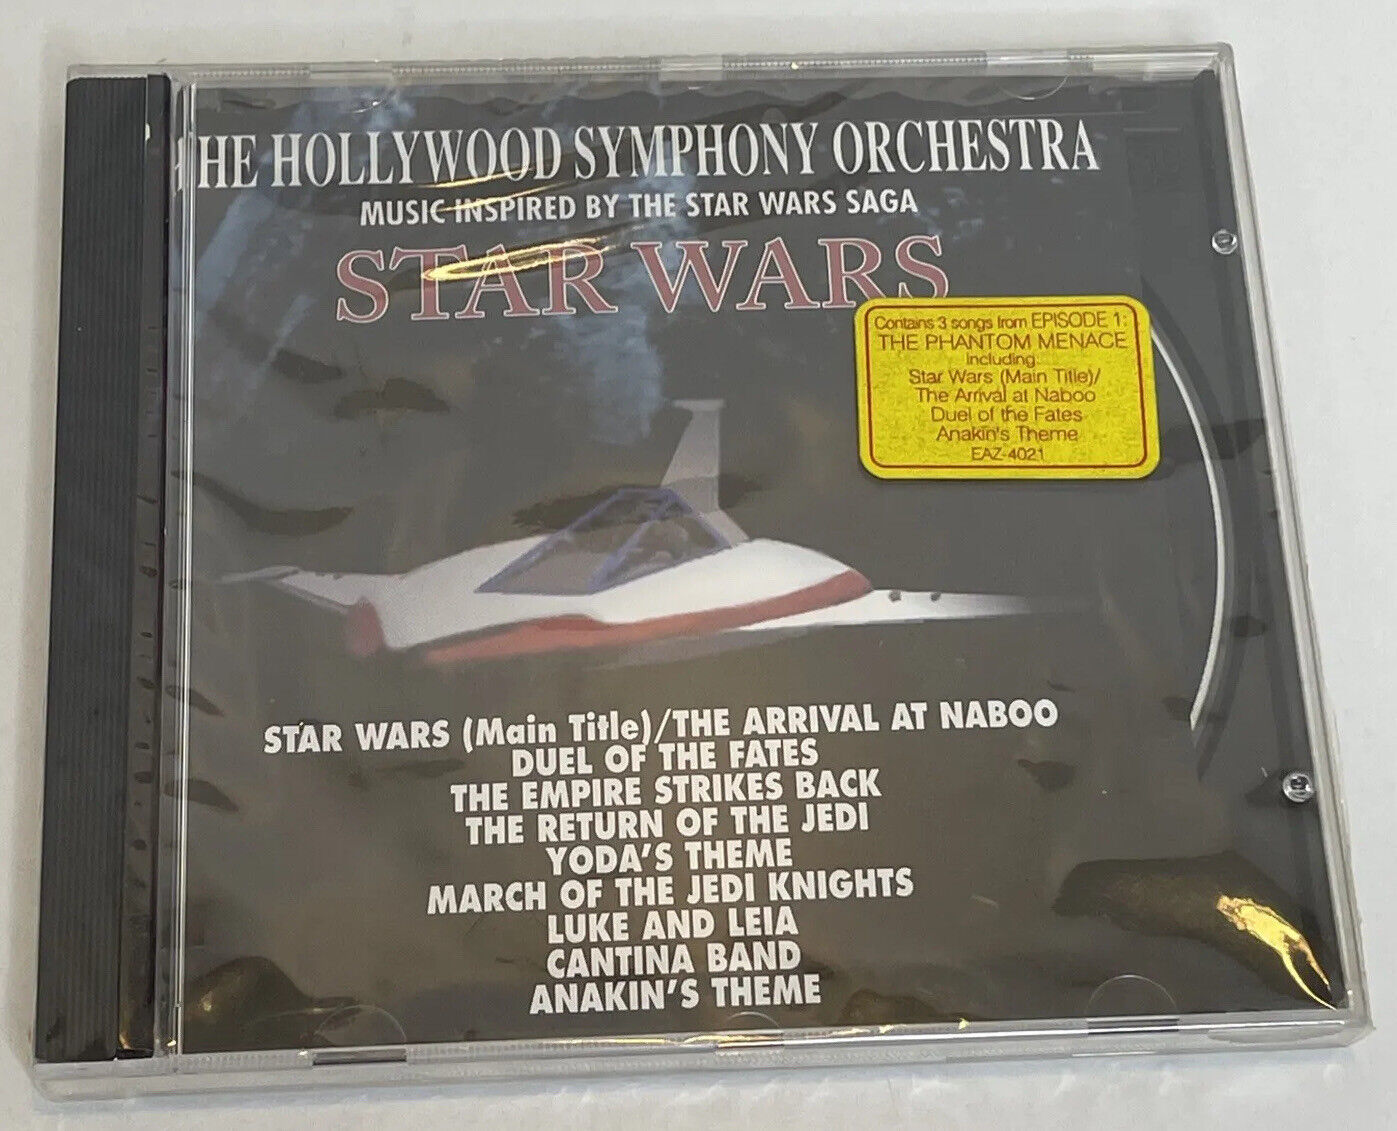 THE HOLLYWOOD SYMPHONY ORCHESTRA
MUSIC INSPIRED BY THE STAR WARS SAGA
STAR WARS
Contains 3 songs from EPISODE 1:
THE PHANTOM MENACE
including
Star Wars (Main Title)/
The Arrival at Naboo
Duel of the Fates
Anakin's Theme
EAZ-4021
STAR WARS (Main Title)/THE ARRIVAL AT NABOO
DUEL OF THE FATES
THE EMPIRE STRIKES BACK
THE RETURN OF THE JEDI
YODA'S THEME
MARCH OF THE JEDI KNIGHTS
LUKE AND LEIA
CANTINA BAND
ANAKIN'S THEME